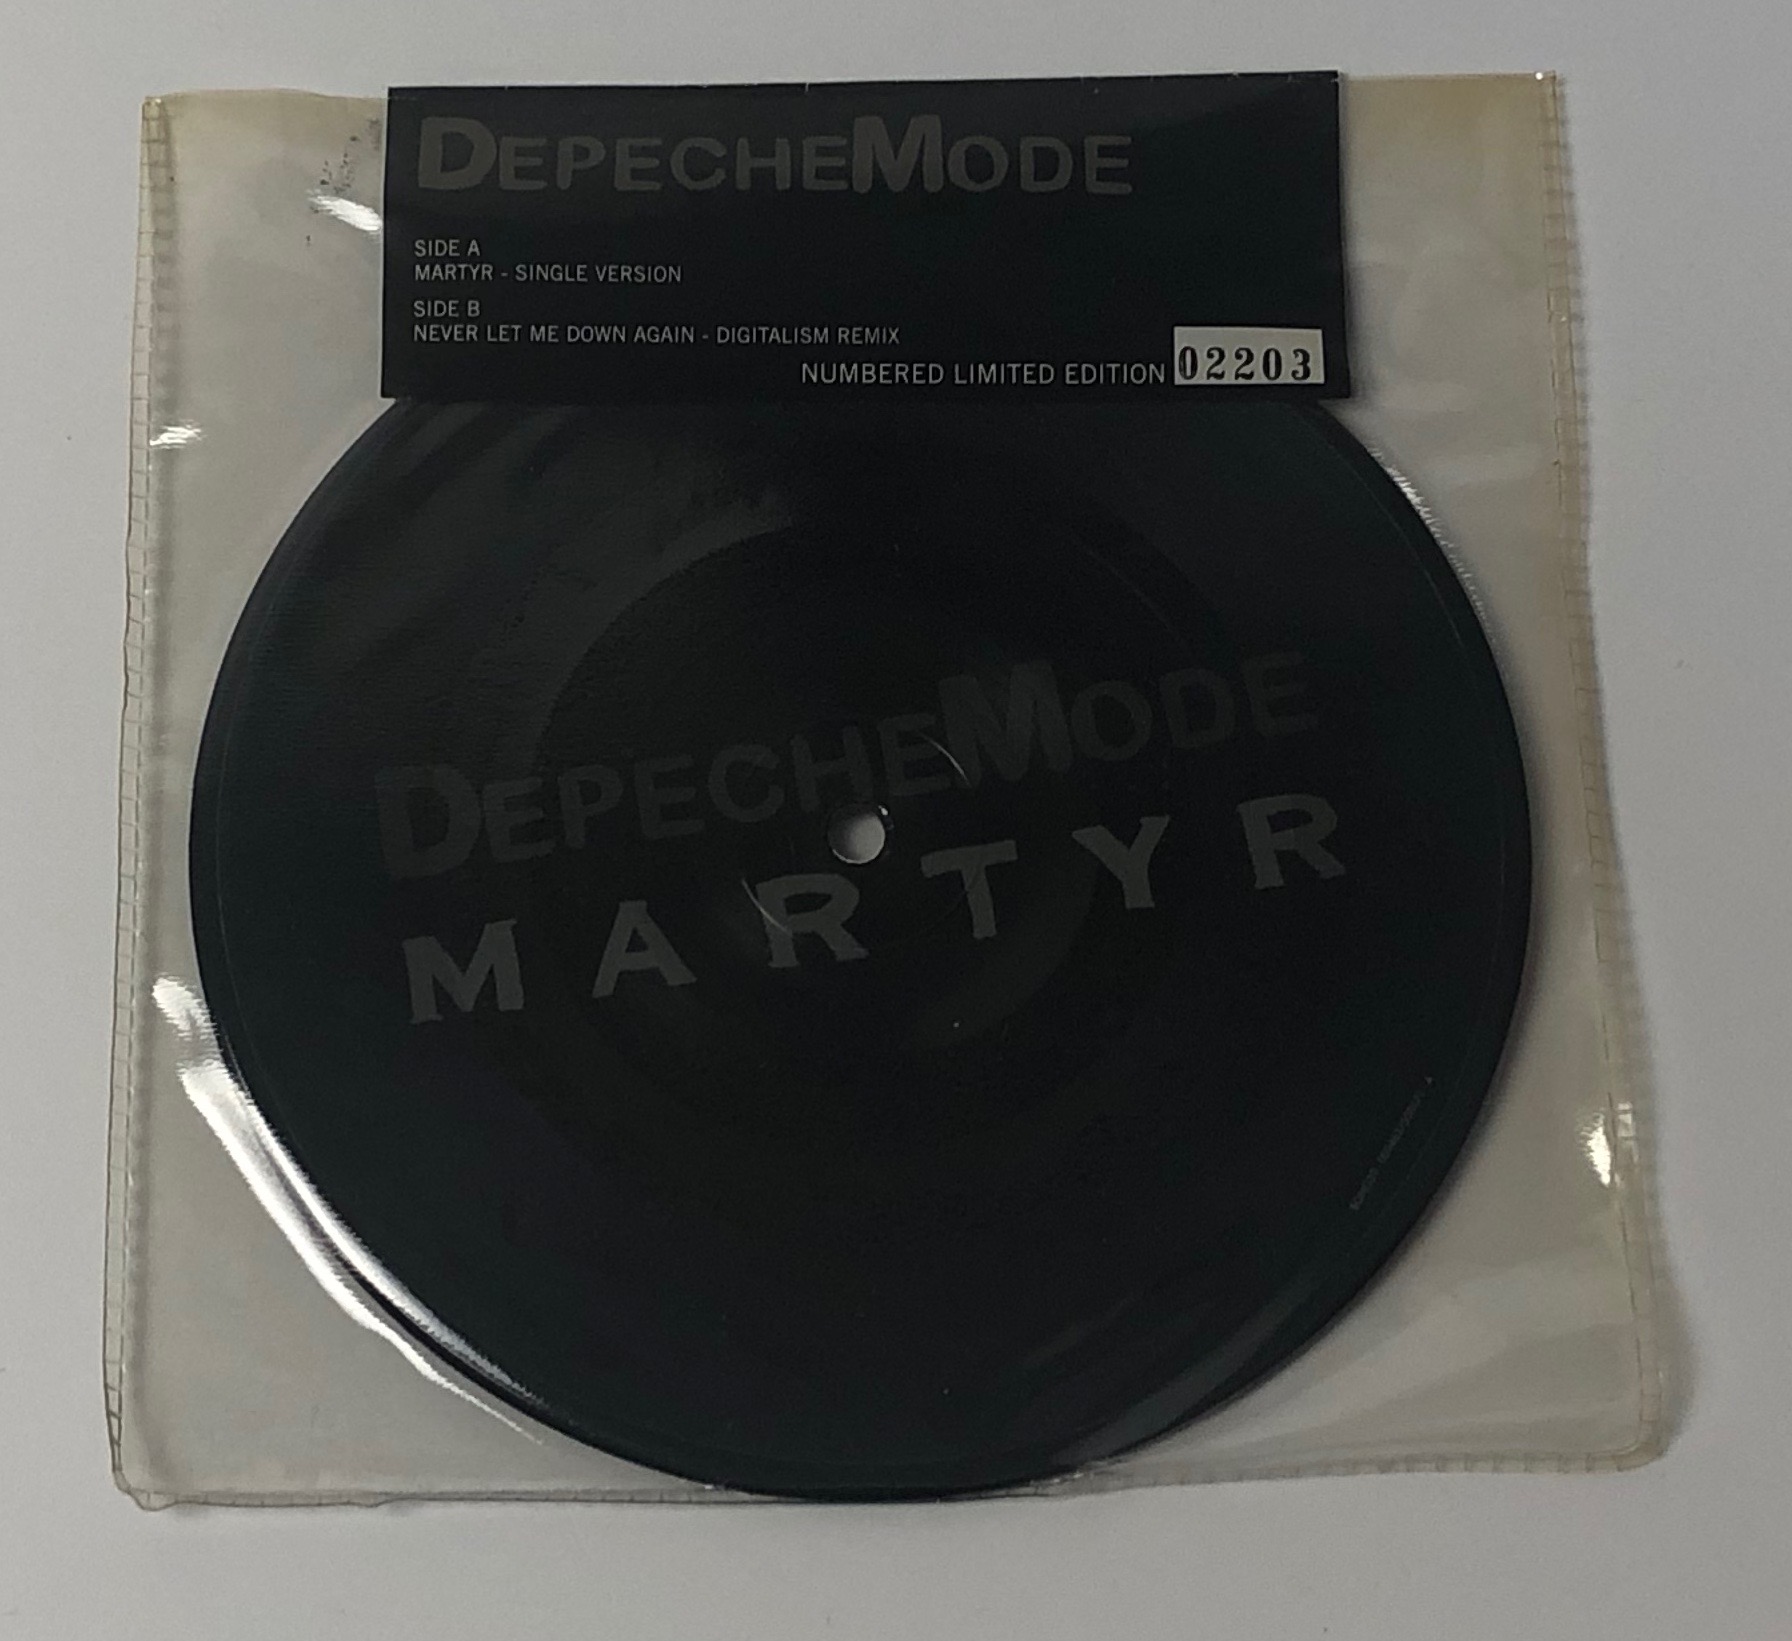 DEPECHEMODE
SIDE A
MARTYR - SINGLE VERSION
SIDE B
NEVER LET ME DOWN AGAIN - DIGITALISM REMIX
NUMBERED LIMITED EDITION 02203
DEPECHEMODE
MARTYR